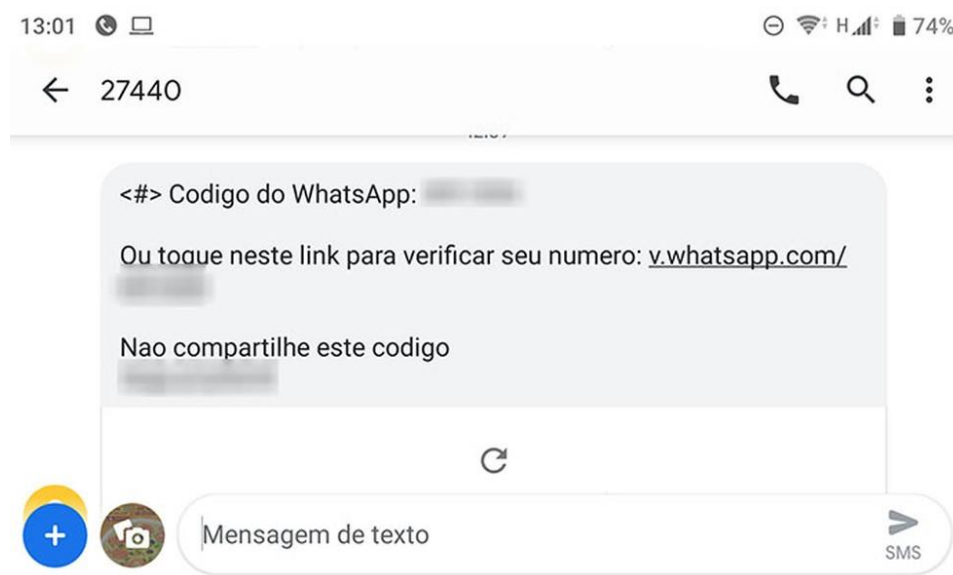 13:01
74%
27440
<#> Codigo do WhatsApp:
Ou toque neste link para verificar seu numero: v.whatsapp.com/
Nao compartilhe este codigo
Mensagem de texto
SMS